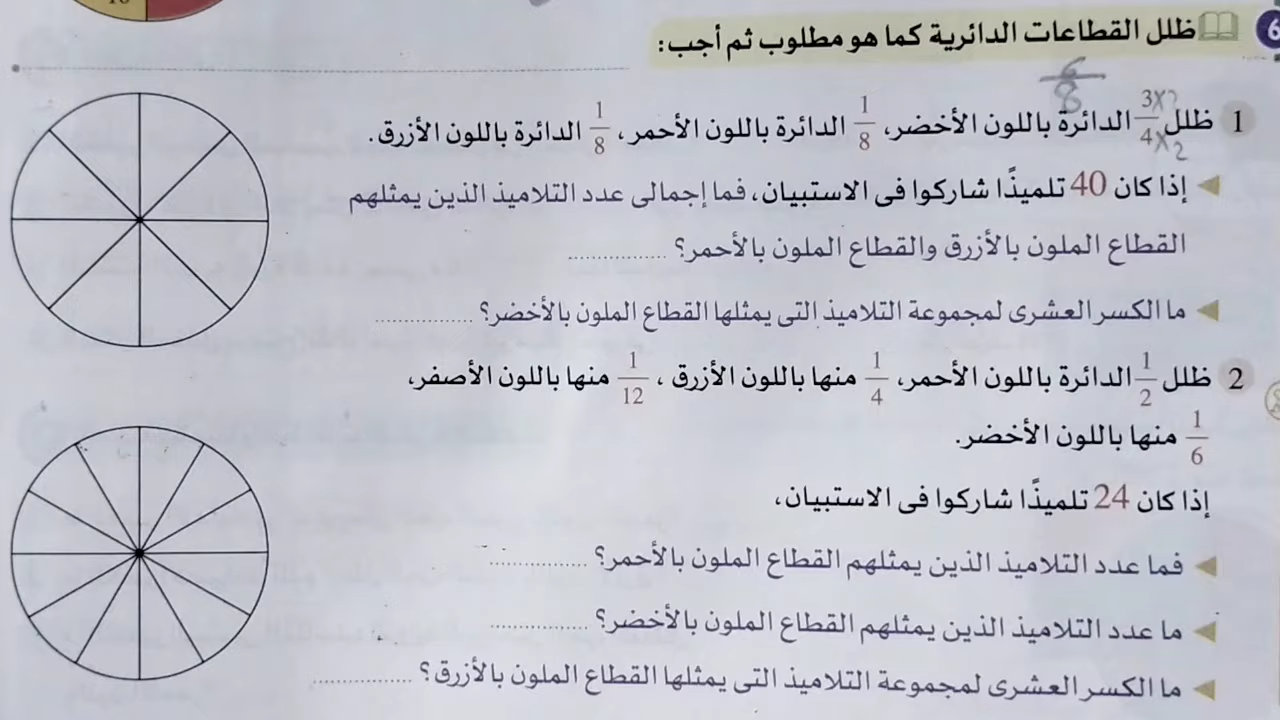 10
6 ظلل القطاعات الدائرية كما هو مطلوب ثم أجب:
6/8
1 ظلل 3/4 الدائرة باللون الأخضر، 1/8 الدائرة باللون الأحمر، 1/8 الدائرة باللون الأزرق.
×2
×2
إذا كان 40 تلميذًا شاركوا فى الاستبيان، فما إجمالى عدد التلاميذ الذين يمثلهم
القطاع الملون بالأزرق والقطاع الملون بالأحمر؟
ما الكسر العشرى لمجموعة التلاميذ التى يمثلها القطاع الملون بالأخضر؟
2 ظلل 1/2 الدائرة باللون الأحمر، 1/4 منها باللون الأزرق ، 1/12 منها باللون الأصفر،
1/6 منها باللون الأخضر.
إذا كان 24 تلميذًا شاركوا فى الاستبيان،
فما عدد التلاميذ الذين يمثلهم القطاع الملون بالأحمر؟
ما عدد التلاميذ الذين يمثلهم القطاع الملون بالأخضر؟
ما الكسر العشرى لمجموعة التلاميذ التى يمثلها القطاع الملون بالأزرق؟